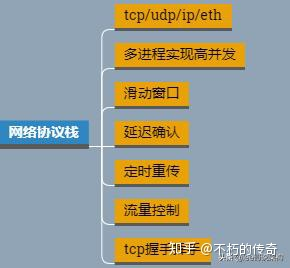 tcp/udp/ip/eth
多进程实现高并发
滑动窗口
网络协议栈
延迟确认
定时重传
流量控制
tcp握手
知乎 @不朽的传奇